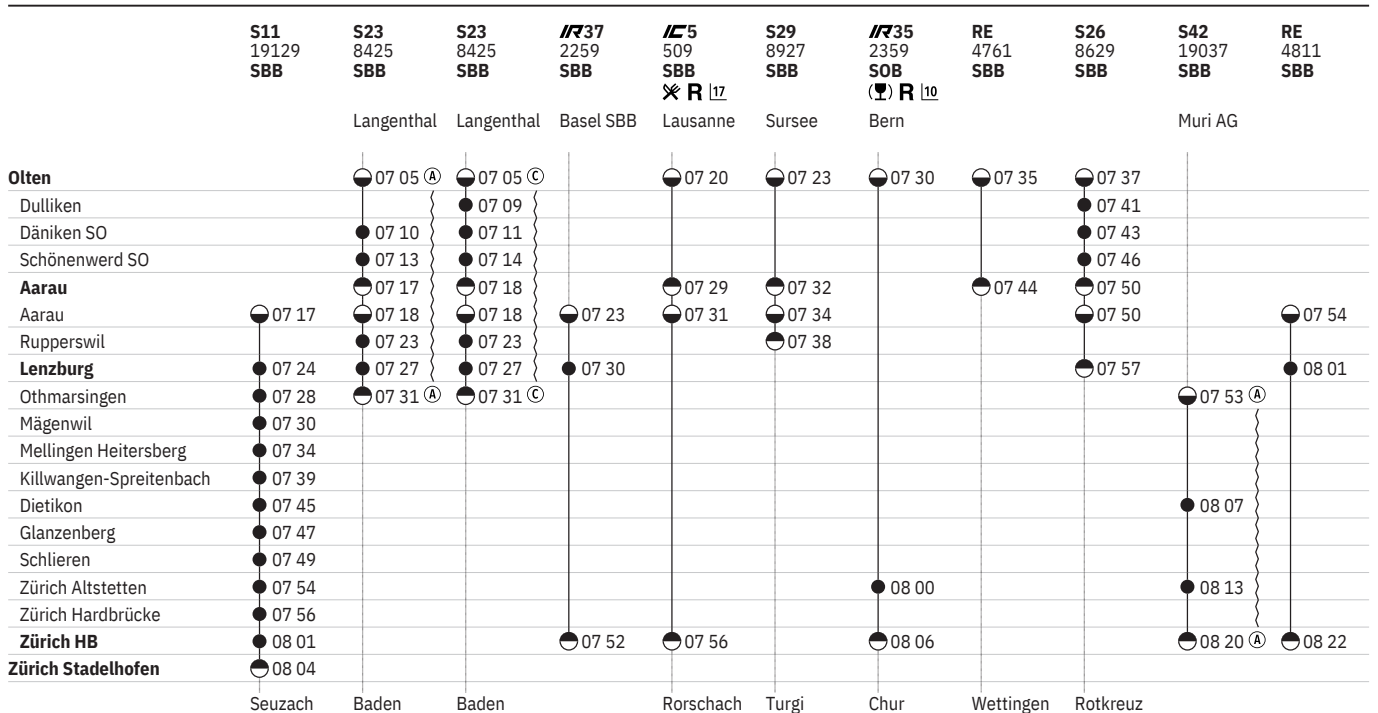 S11 S23 S23 IR37 IC5 S29 IR35 RE S26 S42 RE
19129 8425 8425 2259 509 8927 2359 4761 8629 19037 4811
SBB SBB SBB SBB SBB SBB SOB SBB SBB SBB SBB
R 17 R 10
Langenthal Langenthal Basel SBB Lausanne Sursee Bern Muri AG
Olten 07 05 A 07 05 C 07 20 07 23 07 30 07 35 07 37
Dulliken 07 09 07 41
Däniken SO 07 10 07 11 07 43
Schönenwerd SO 07 13 07 14 07 46
Aarau 07 17 07 18 07 29 07 32 07 44 07 50
Aarau 07 17 07 18 07 18 07 23 07 31 07 34 07 50 07 54
Rupperswil 07 23 07 23 07 38
Lenzburg 07 24 07 27 07 27 07 30 07 57 08 01
Othmarsingen 07 28 07 31 A 07 31 C 07 53 A
Mägenwil 07 30
Mellingen Heitersberg 07 34
Killwangen-Spreitenbach 07 39
Dietikon 07 45 08 07
Glanzenberg 07 47
Schlieren 07 49
Zürich Altstetten 07 54 08 00 08 13
Zürich Hardbrücke 07 56
Zürich HB 08 01 07 52 07 56 08 06 08 20 A 08 22
Zürich Stadelhofen 08 04
Seuzach Baden Baden Rorschach Turgi Chur Wettingen Rotkreuz